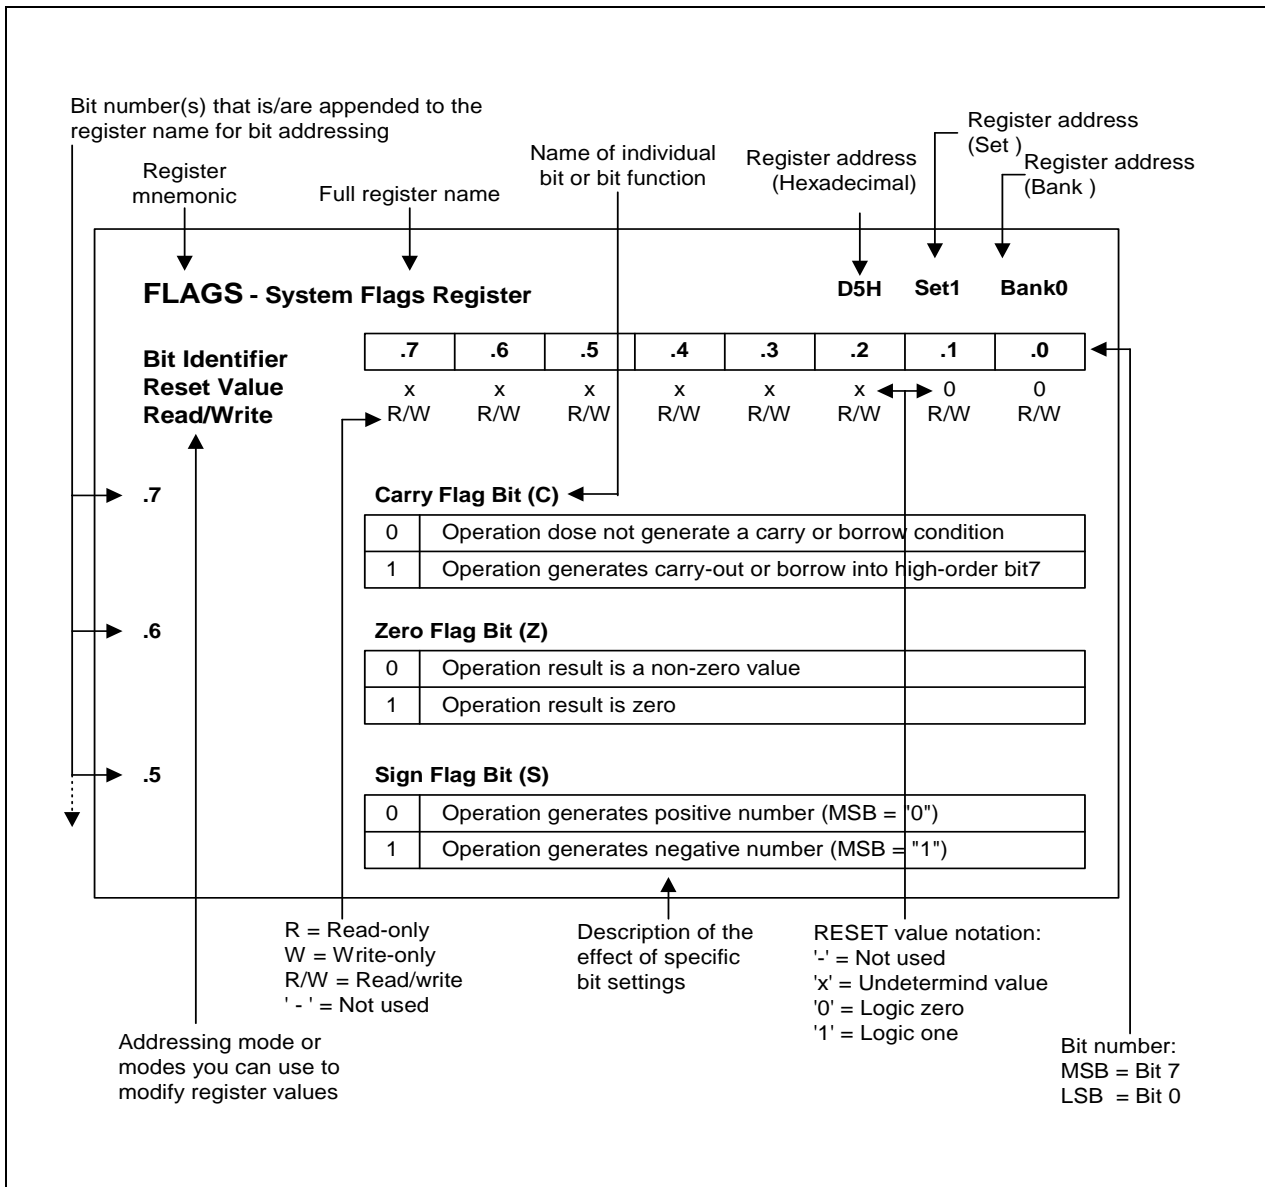 Bit number(s) that is/are appended to the
register name for bit addressing
Register
mnemonic
Full register name
Name of individual
bit or bit function
Register address
(Hexadecimal)
Register address
(Set )
Register address
(Bank )
FLAGS - System Flags Register
D5H Set1 Bank0
Bit Identifier .7 .6 .5 .4 .3 .2 .1 .0
Reset Value x x x x x x 0 0
Read/Write R/W R/W R/W R/W R/W R/W R/W R/W
.7 Carry Flag Bit (C)
0 Operation dose not generate a carry or borrow condition
1 Operation generates carry-out or borrow into high-order bit7
.6 Zero Flag Bit (Z)
0 Operation result is a non-zero value
1 Operation result is zero
.5 Sign Flag Bit (S)
0 Operation generates positive number (MSB = "0")
1 Operation generates negative number (MSB = "1")
R = Read-only
W = Write-only
R/W = Read/write
' - ' = Not used
Description of the
effect of specific
bit settings
RESET value notation:
'-' = Not used
'x' = Undetermind value
'0' = Logic zero
'1' = Logic one
Addressing mode or
modes you can use to
modify register values
Bit number:
MSB = Bit 7
LSB = Bit 0